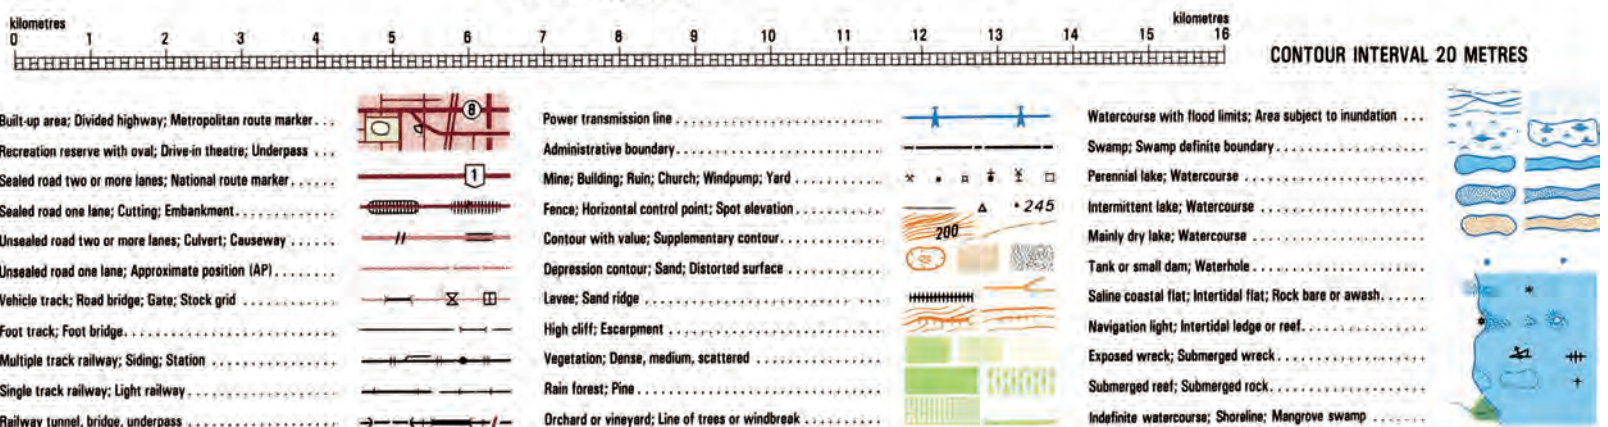 kilometres kilometres
0 1 2 3 4 5 6 7 8 9 10 11 12 13 14 15 16
CONTOUR INTERVAL 20 METRES
Built-up area; Divided highway; Metropolitan route marker
8
Recreation reserve with oval; Drive-in theatre; Underpass
Sealed road two or more lanes; National route marker
1
Sealed road one lane; Cutting; Embankment
Unsealed road two or more lanes; Culvert; Causeway
Unsealed road one lane; Approximate position (AP)
Vehicle track; Road bridge; Gate; Stock grid
Foot track; Foot bridge
Multiple track railway; Siding; Station
Single track railway; Light railway
Railway tunnel, bridge, underpass
Power transmission line
Administrative boundary
Mine; Building; Ruin; Church; Windpump; Yard
Fence; Horizontal control point; Spot elevation
245
Contour with value; Supplementary contour
200
Depression contour; Sand; Distorted surface
Levee; Sand ridge
High cliff; Escarpment
Vegetation; Dense, medium, scattered
Rain forest; Pine
Orchard or vineyard; Line of trees or windbreak
Watercourse with flood limits; Area subject to inundation
Swamp; Swamp definite boundary
Perennial lake; Watercourse
Intermittent lake; Watercourse
Mainly dry lake; Watercourse
Tank or small dam; Waterhole
Saline coastal flat; Intertidal flat; Rock bare or awash
Navigation light; Intertidal ledge or reef
Exposed wreck; Submerged wreck
Submerged reef; Submerged rock
Indefinite watercourse; Shoreline; Mangrove swamp